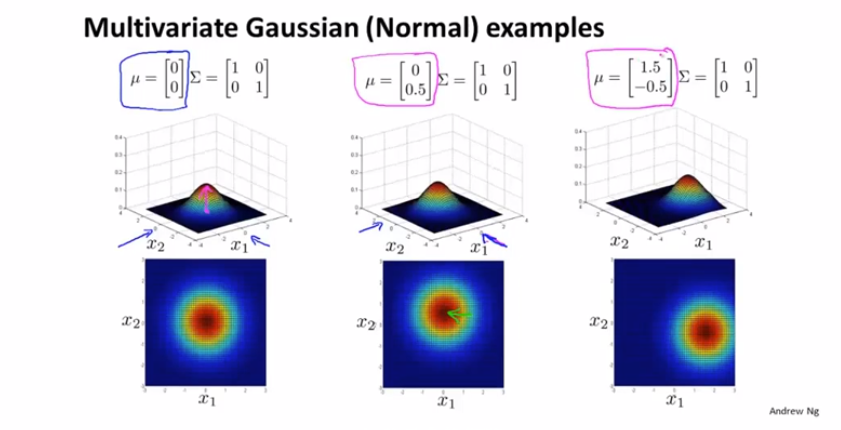 Multivariate Gaussian (Normal) examples
μ = [0 0] Σ = [1 0 0 1]
μ = [0 0.5] Σ = [1 0 0 1]
μ = [1.5 -0.5] Σ = [1 0 0 1]
x₂ x₁
x₂ x₁
x₂ x₁
x₂
x₁
x₂
x₁
x₂
x₁
Andrew Ng